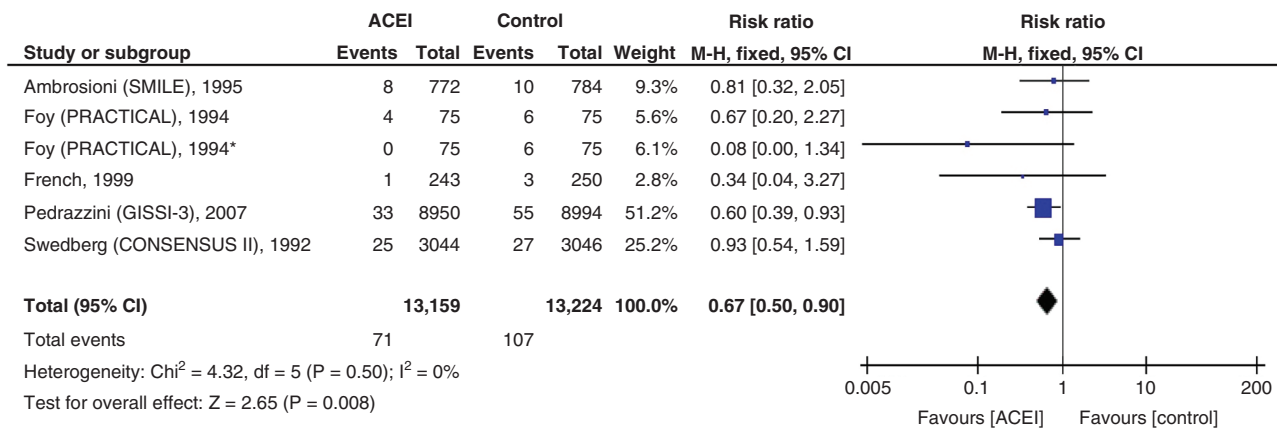 ACEI Control Risk ratio Risk ratio
Study or subgroup Events Total Events Total Weight M-H, fixed, 95% CI M-H, fixed, 95% CI
Ambrosioni (SMILE), 1995 8 772 10 784 9.3% 0.81 [0.32, 2.05]
Foy (PRACTICAL), 1994 4 75 6 75 5.6% 0.67 [0.20, 2.27]
Foy (PRACTICAL), 1994* 0 75 6 75 6.1% 0.08 [0.00, 1.34]
French, 1999 1 243 3 250 2.8% 0.34 [0.04, 3.27]
Pedrazzini (GISSI-3), 2007 33 8950 55 8994 51.2% 0.60 [0.39, 0.93]
Swedberg (CONSENSUS II), 1992 25 3044 27 3046 25.2% 0.93 [0.54, 1.59]
Total (95% CI) 13,159 13,224 100.0% 0.67 [0.50, 0.90]
Total events 71 107
Heterogeneity: Chi² = 4.32, df = 5 (P = 0.50); I² = 0%
Test for overall effect: Z = 2.65 (P = 0.008)
0.005 0.1 1 10 200
Favours [ACEI] Favours [control]